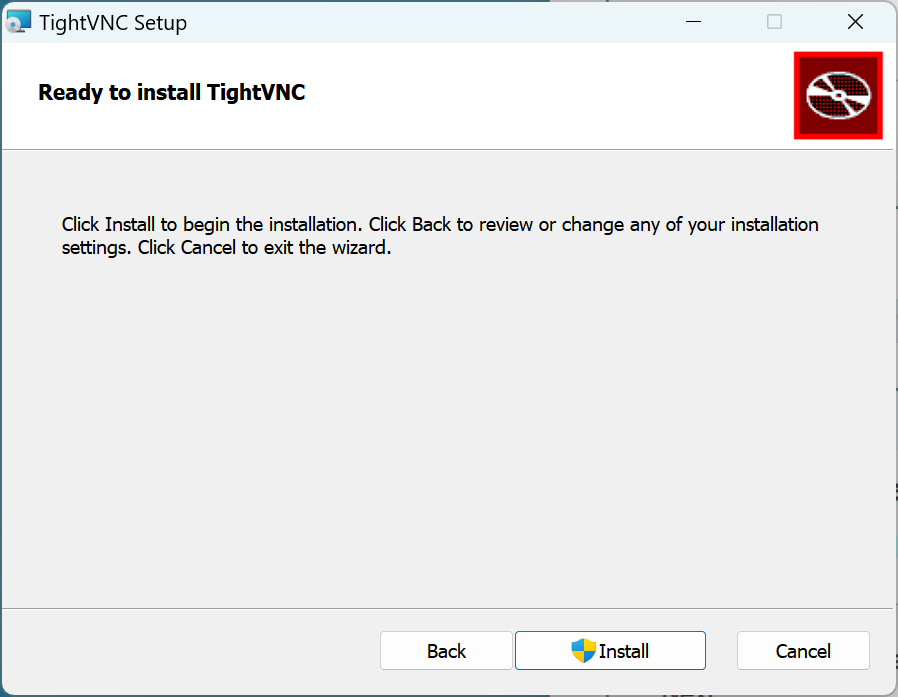 TightVNC Setup
Ready to install TightVNC
Click Install to begin the installation. Click Back to review or change any of your installation
settings. Click Cancel to exit the wizard.
Back
Install
Cancel